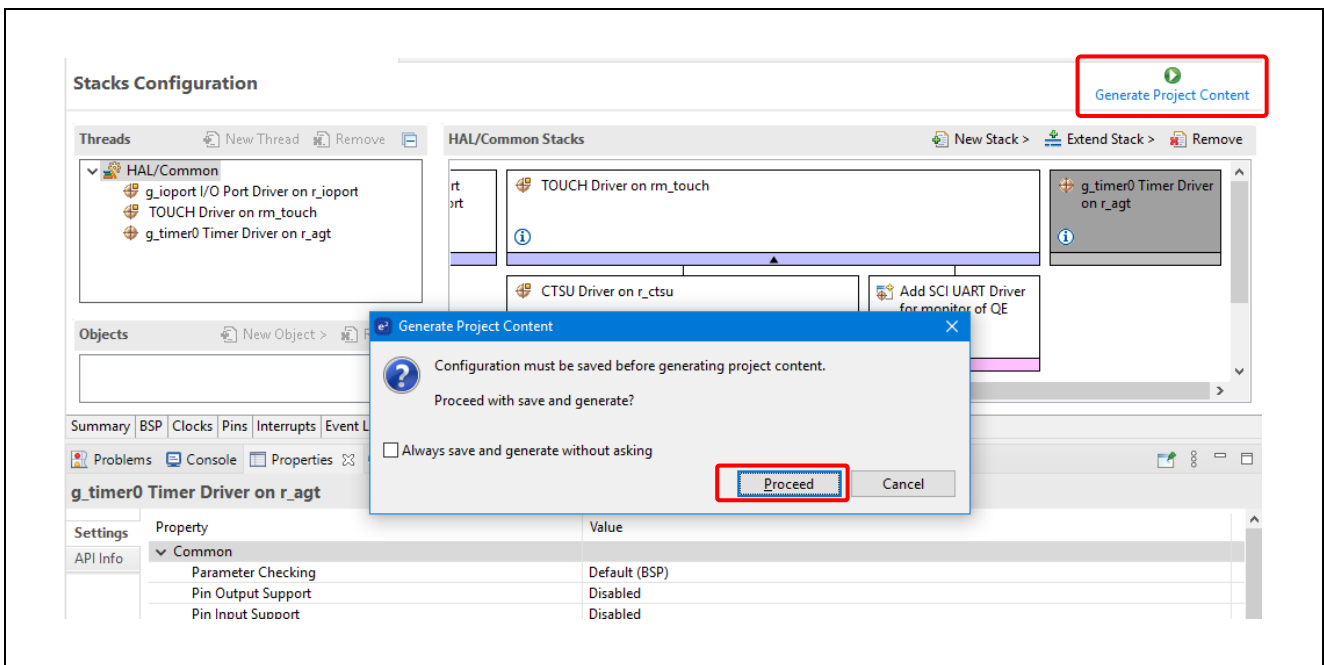 Stacks Configuration
Generate Project Content
Threads
New Thread
Remove
HAL/Common Stacks
New Stack >
Extend Stack >
Remove
HAL/Common
g_ioport I/O Port Driver on r_ioport
TOUCH Driver on rm_touch
g_timer0 Timer Driver on r_agt
rt
ort
TOUCH Driver on rm_touch
g_timer0 Timer Driver
on r_agt
CTSU Driver on r_ctsu
Add SCI UART Driver
for monitor of QE
Objects
New Object >
R
Generate Project Content
Configuration must be saved before generating project content.
Proceed with save and generate?
Always save and generate without asking
Proceed
Cancel
Summary
BSP
Clocks
Pins
Interrupts
Event L
Problems
Console
Properties
g_timer0 Timer Driver on r_agt
Settings
API Info
Property
Value
Common
Parameter Checking
Default (BSP)
Pin Output Support
Disabled
Pin Input Support
Disabled